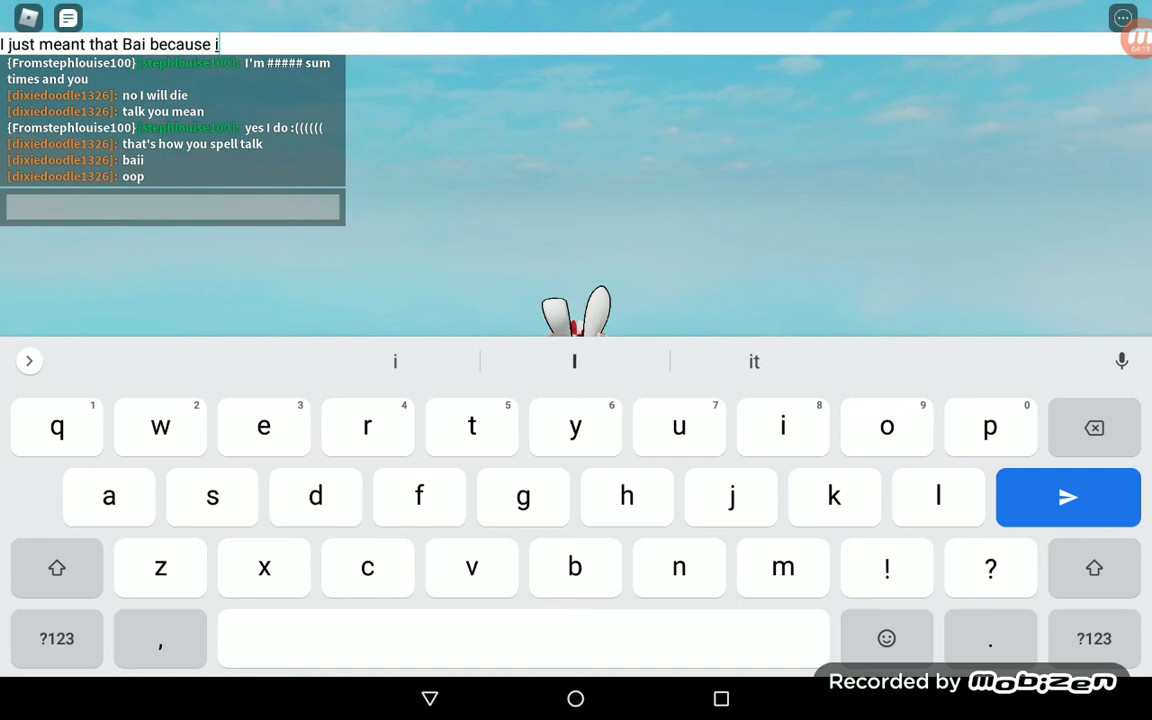 I just meant that Bai because i
{Fromstephlouise100}[stephlouise100]: I'm ##### sum
times and you
[dixiedoodle1326]: no I will die
[dixiedoodle1326]: talk you mean
{Fromstephlouise100}[stephlouise100]: yes I do :((((((
[dixiedoodle1326]: that's how you spell talk
[dixiedoodle1326]: baii
[dixiedoodle1326]: oop
04:15
i I it
q 1 w 2 e 3 r 4 t 5 y 6 u 7 i 8 o 9 p 0
a s d f g h j k l
z x c v b n m ! ?
?123 , . ?123
Recorded by mobizen